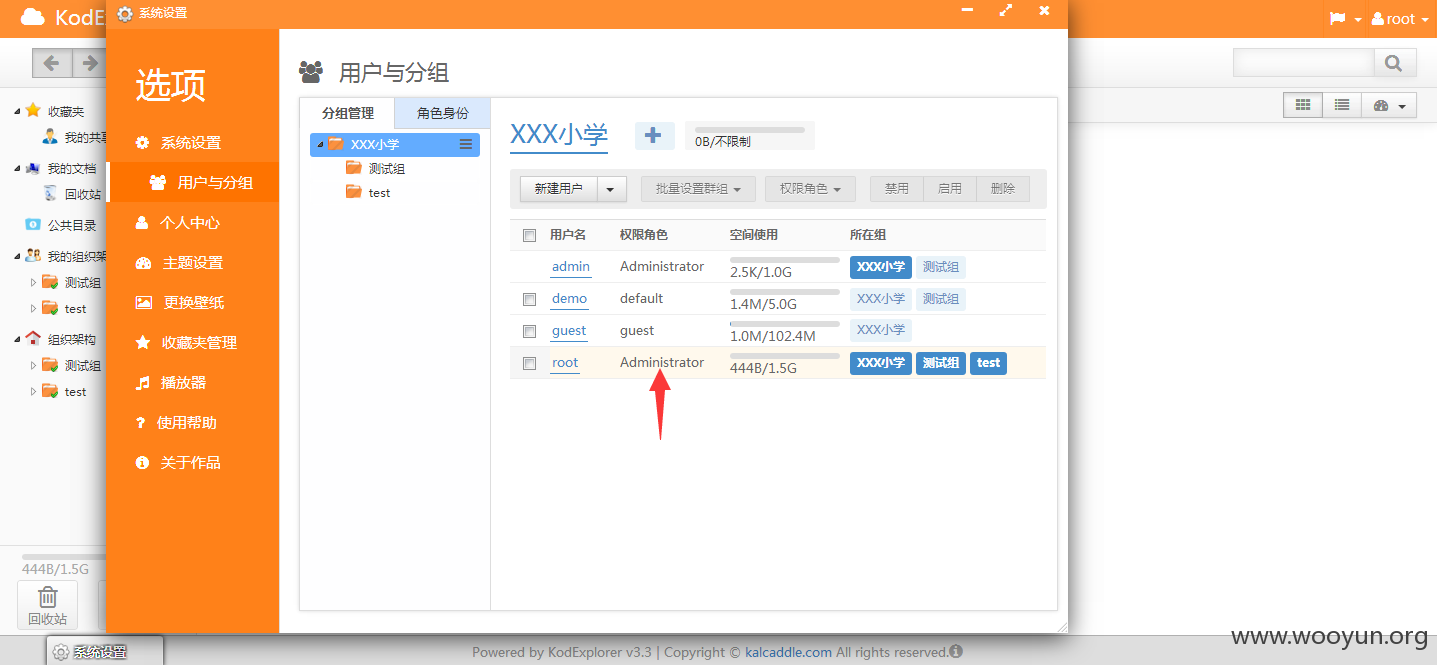 KodE
系统设置
root
选项
系统设置
用户与分组
个人中心
主题设置
更换壁纸
收藏夹管理
播放器
使用帮助
关于作品
收藏夹
我的共享
我的文档
回收站
公共目录
我的组织架
测试组
test
组织架构
测试组
test
444B/1.5G
回收站
用户与分组
分组管理 角色身份
XXX小学
测试组
test
XXX小学
0B/不限制
新建用户 批量设置群组 权限角色 禁用 启用 删除
用户名 权限角色 空间使用 所在组
admin Administrator 2.5K/1.0G XXX小学 测试组
demo default 1.4M/5.0G XXX小学 测试组
guest guest 1.0M/102.4M XXX小学
root Administrator 444B/1.5G XXX小学 测试组 test
系统设置
Powered by KodExplorer v3.3 | Copyright © kalcaddle.com All rights reserved.
www.wooyun.org